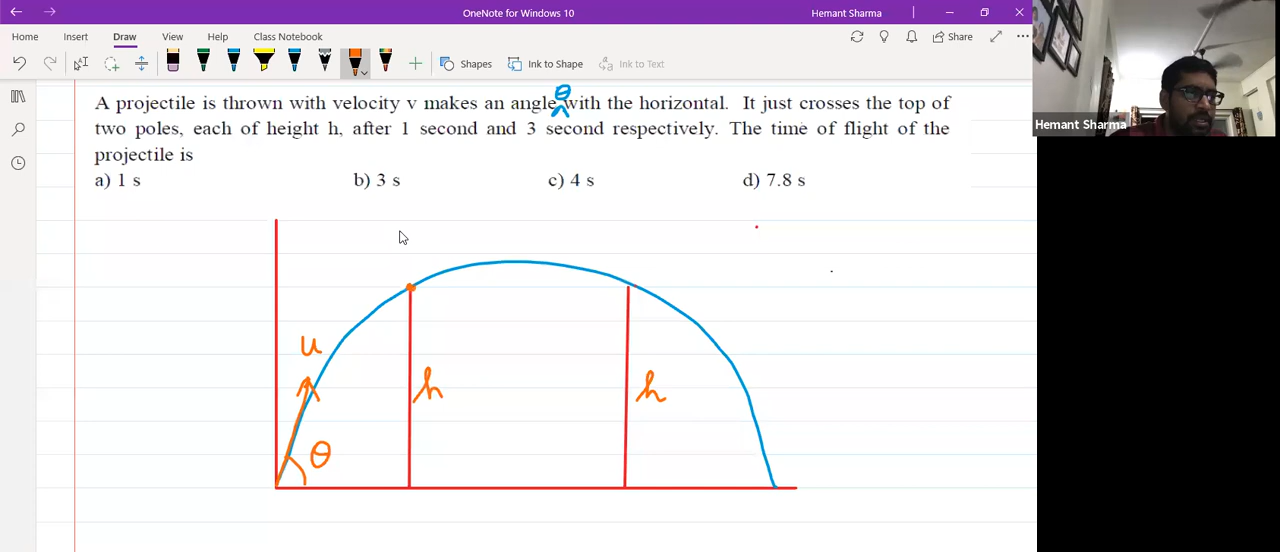 OneNote for Windows 10
Hemant Sharma
Home Insert Draw View Help Class Notebook
Share
Shapes Ink to Shape Ink to Text
θ
A projectile is thrown with velocity v makes an angle with the horizontal. It just crosses the top of
two poles, each of height h, after 1 second and 3 second respectively. The time of flight of the
projectile is
a) 1 s b) 3 s c) 4 s d) 7.8 s
u
h h
θ
Hemant Sharma